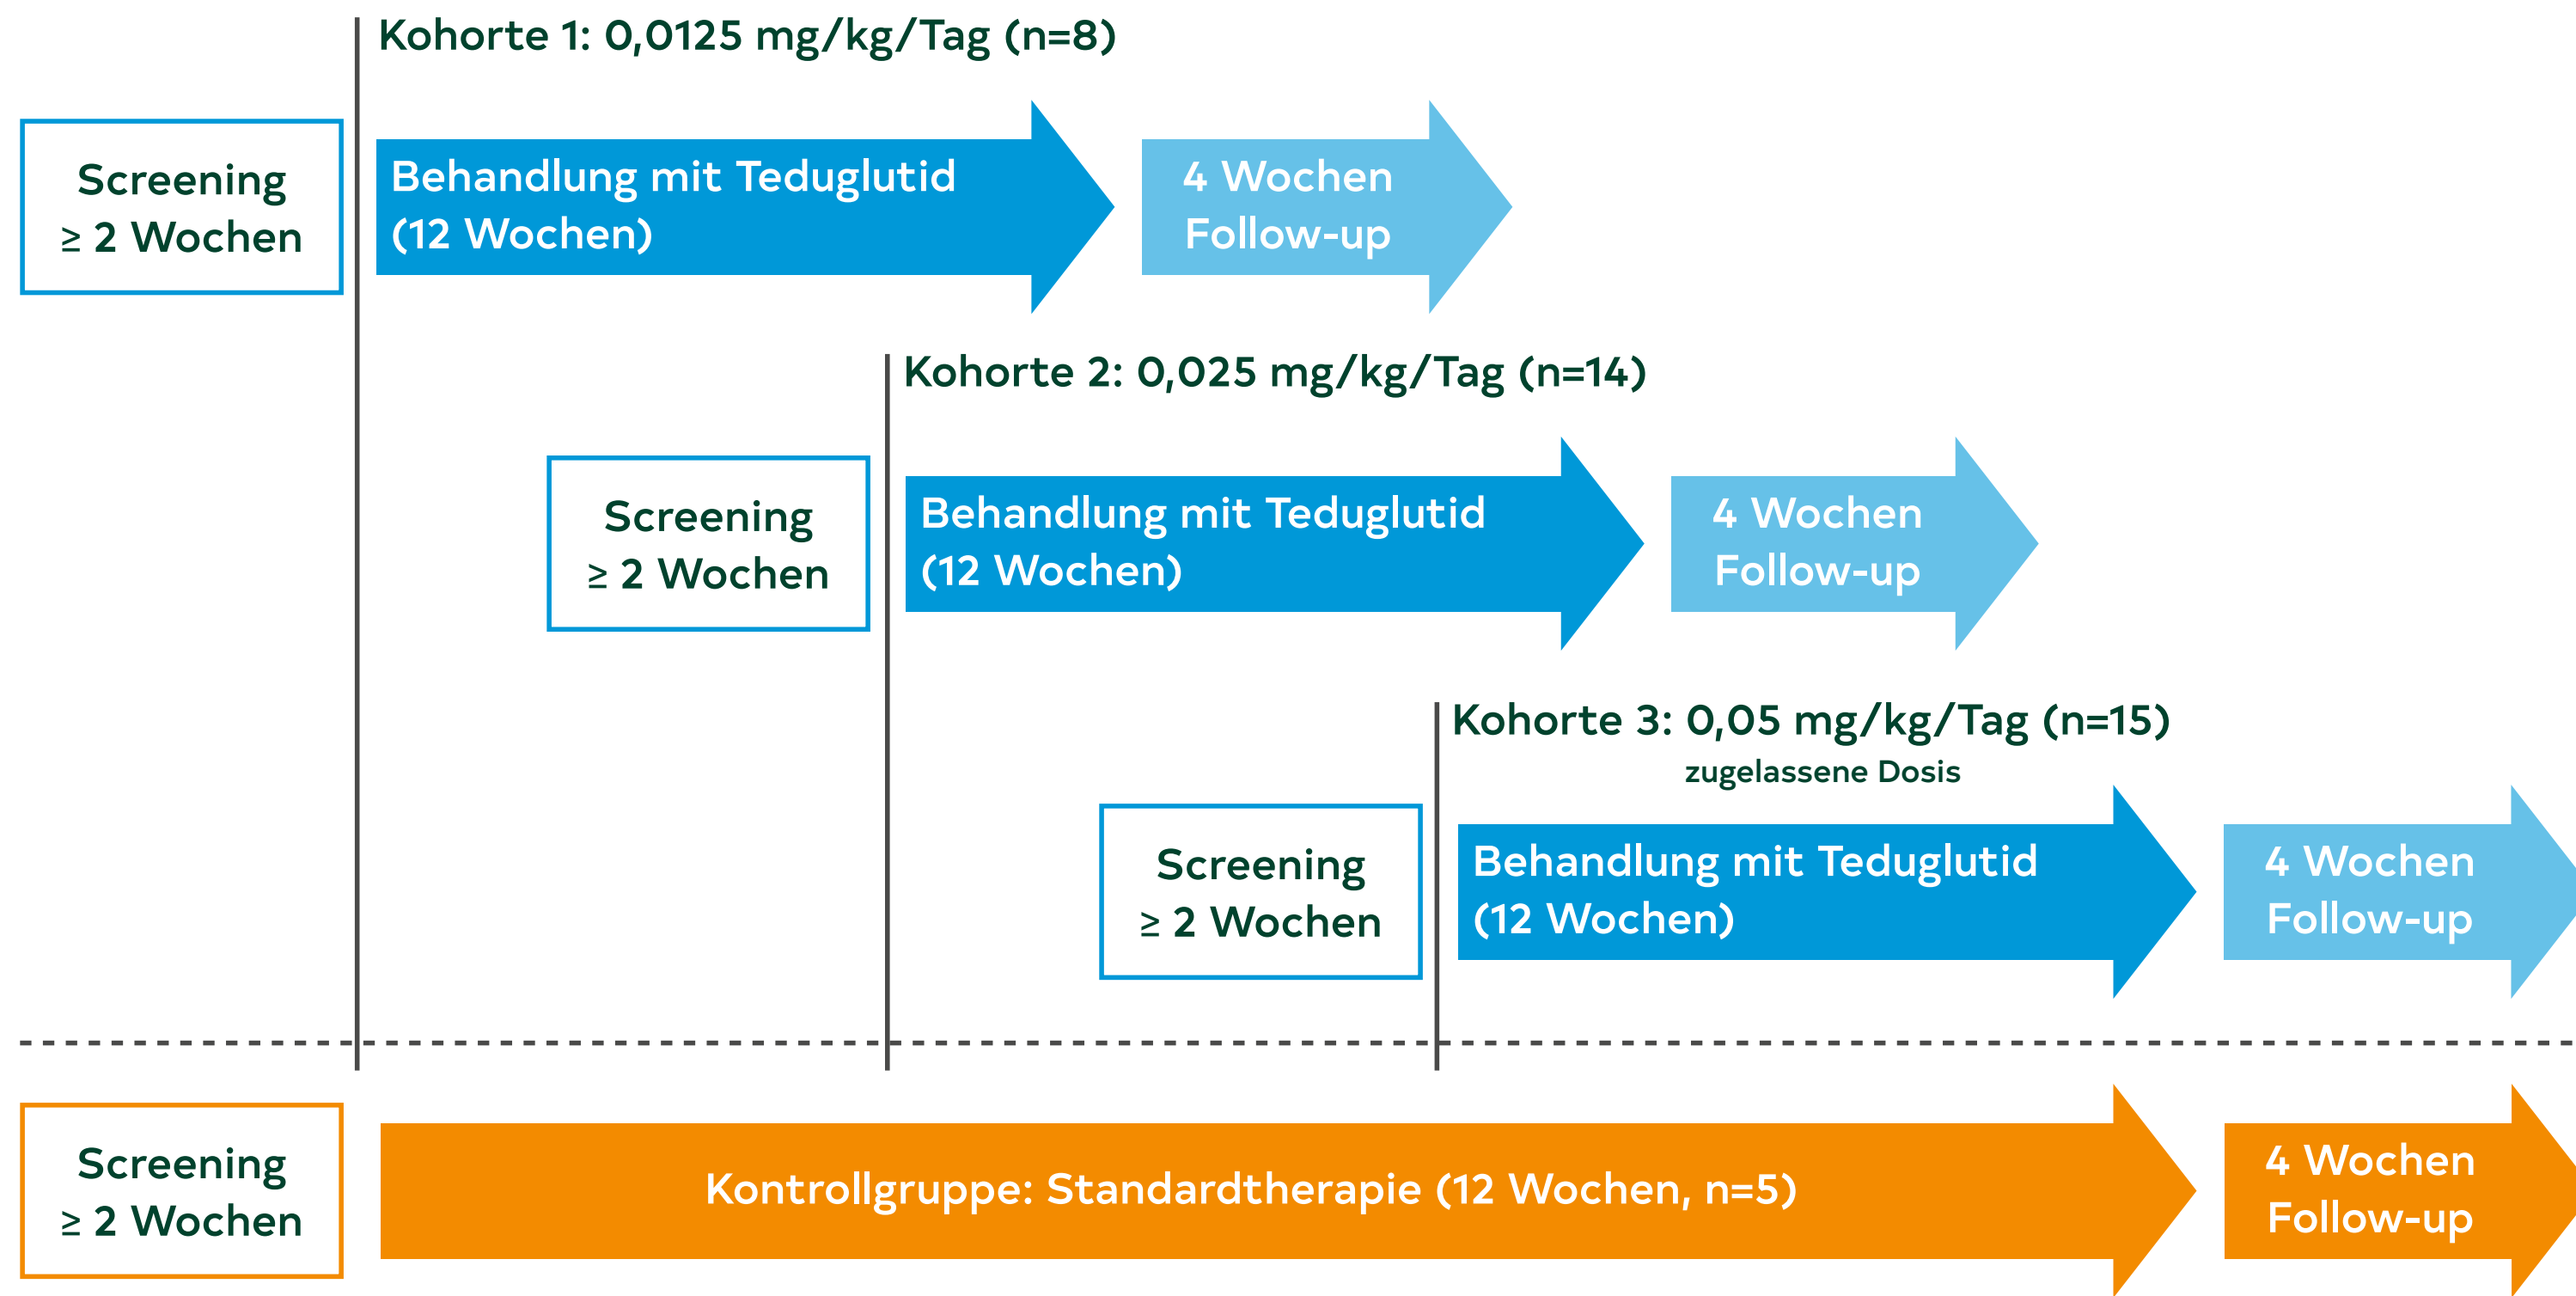 Kohorte 1: 0,0125 mg/kg/Tag (n=8)
Screening
≥ 2 Wochen
Behandlung mit Teduglutid
(12 Wochen)
4 Wochen
Follow-up
Kohorte 2: 0,025 mg/kg/Tag (n=14)
Screening
≥ 2 Wochen
Behandlung mit Teduglutid
(12 Wochen)
4 Wochen
Follow-up
Kohorte 3: 0,05 mg/kg/Tag (n=15)
zugelassene Dosis
Screening
≥ 2 Wochen
Behandlung mit Teduglutid
(12 Wochen)
4 Wochen
Follow-up
Screening
≥ 2 Wochen
Kontrollgruppe: Standardtherapie (12 Wochen, n=5)
4 Wochen
Follow-up